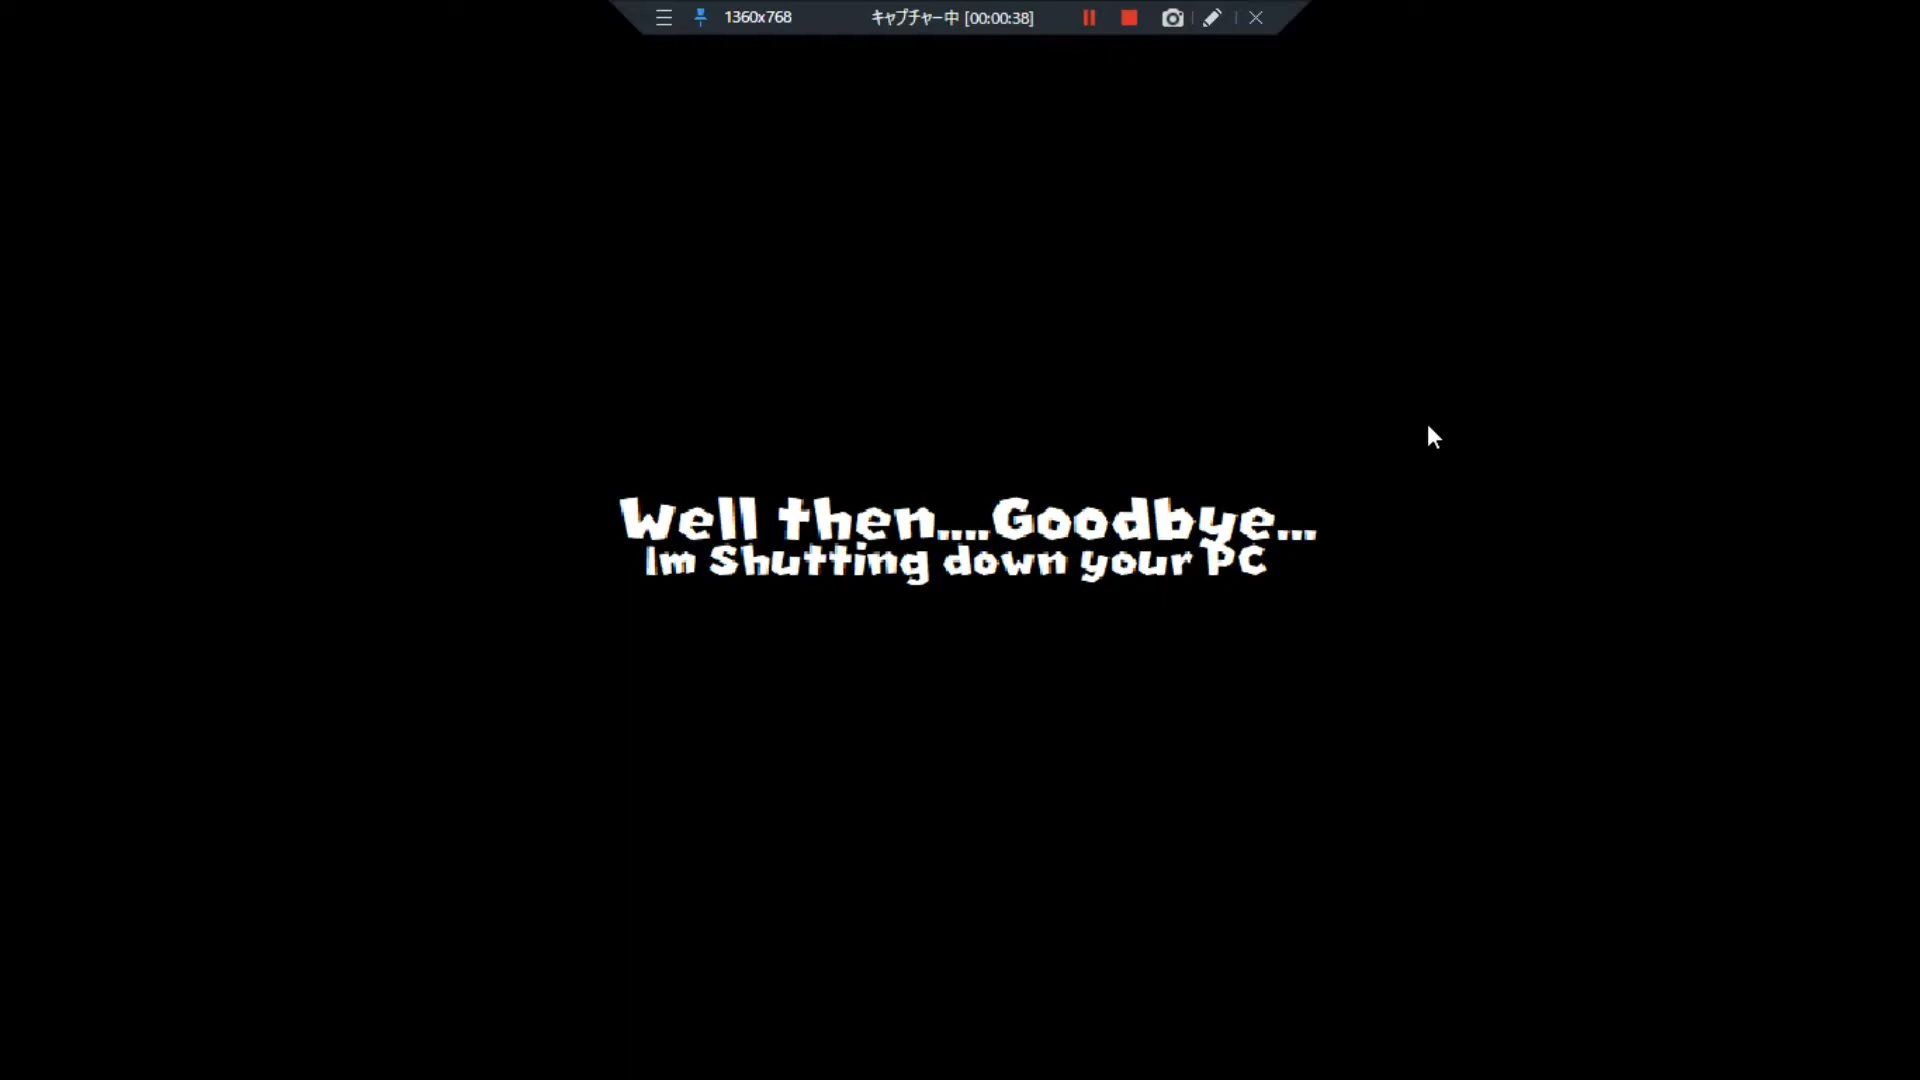 1360x768 キャプチャー中 [00:00:38]
Well then....Goodbye...
Im Shutting down your PC